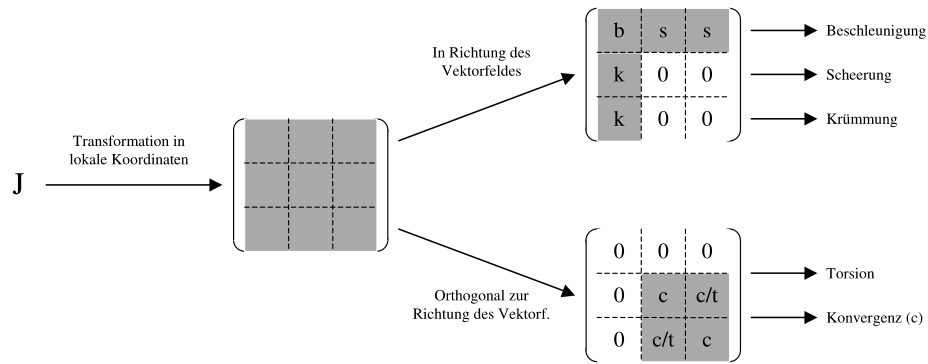 J
Transformation in
lokale Koordinaten
In Richtung des
Vektorfeldes
b s s
k 0 0
k 0 0
Beschleunigung
Scheerung
Krümmung
Orthogonal zur
Richtung des Vektorf.
0 0 0
0 c c/t
0 c/t c
Torsion
Konvergenz (c)